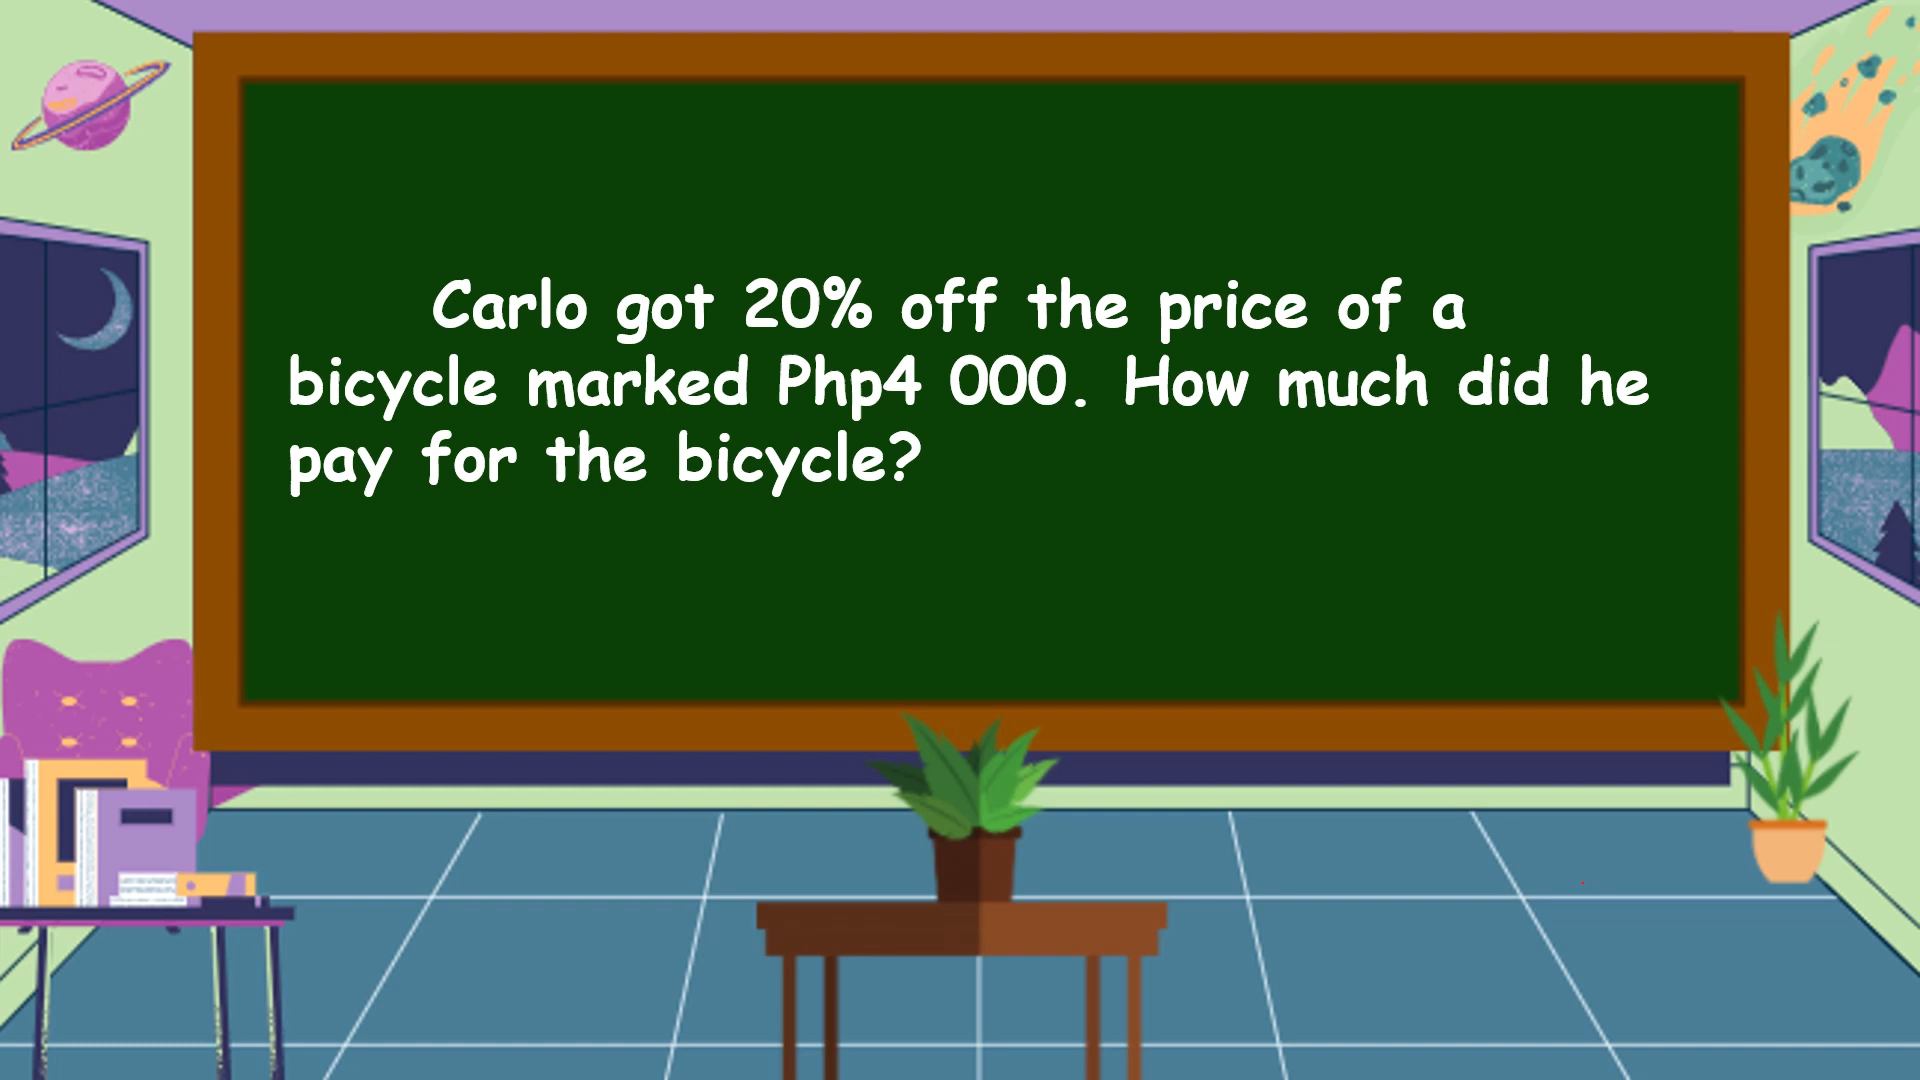 Carlo got 20% off the price of a
bicycle marked Php4 000. How much did he
pay for the bicycle?